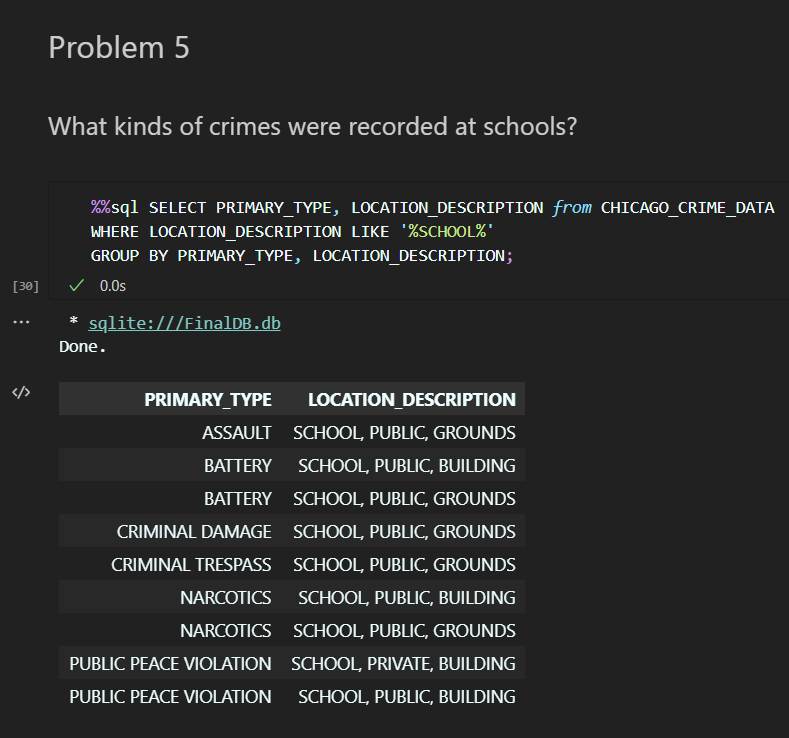 Problem 5
What kinds of crimes were recorded at schools?
%%sql SELECT PRIMARY_TYPE, LOCATION_DESCRIPTION from CHICAGO_CRIME_DATA
WHERE LOCATION_DESCRIPTION LIKE '%SCHOOL%'
GROUP BY PRIMARY_TYPE, LOCATION_DESCRIPTION;
[30] ✓ 0.0s
... * sqlite:///FinalDB.db
Done.
</> PRIMARY_TYPE LOCATION_DESCRIPTION
ASSAULT SCHOOL, PUBLIC, GROUNDS
BATTERY SCHOOL, PUBLIC, BUILDING
BATTERY SCHOOL, PUBLIC, GROUNDS
CRIMINAL DAMAGE SCHOOL, PUBLIC, GROUNDS
CRIMINAL TRESPASS SCHOOL, PUBLIC, GROUNDS
NARCOTICS SCHOOL, PUBLIC, BUILDING
NARCOTICS SCHOOL, PUBLIC, GROUNDS
PUBLIC PEACE VIOLATION SCHOOL, PRIVATE, BUILDING
PUBLIC PEACE VIOLATION SCHOOL, PUBLIC, BUILDING